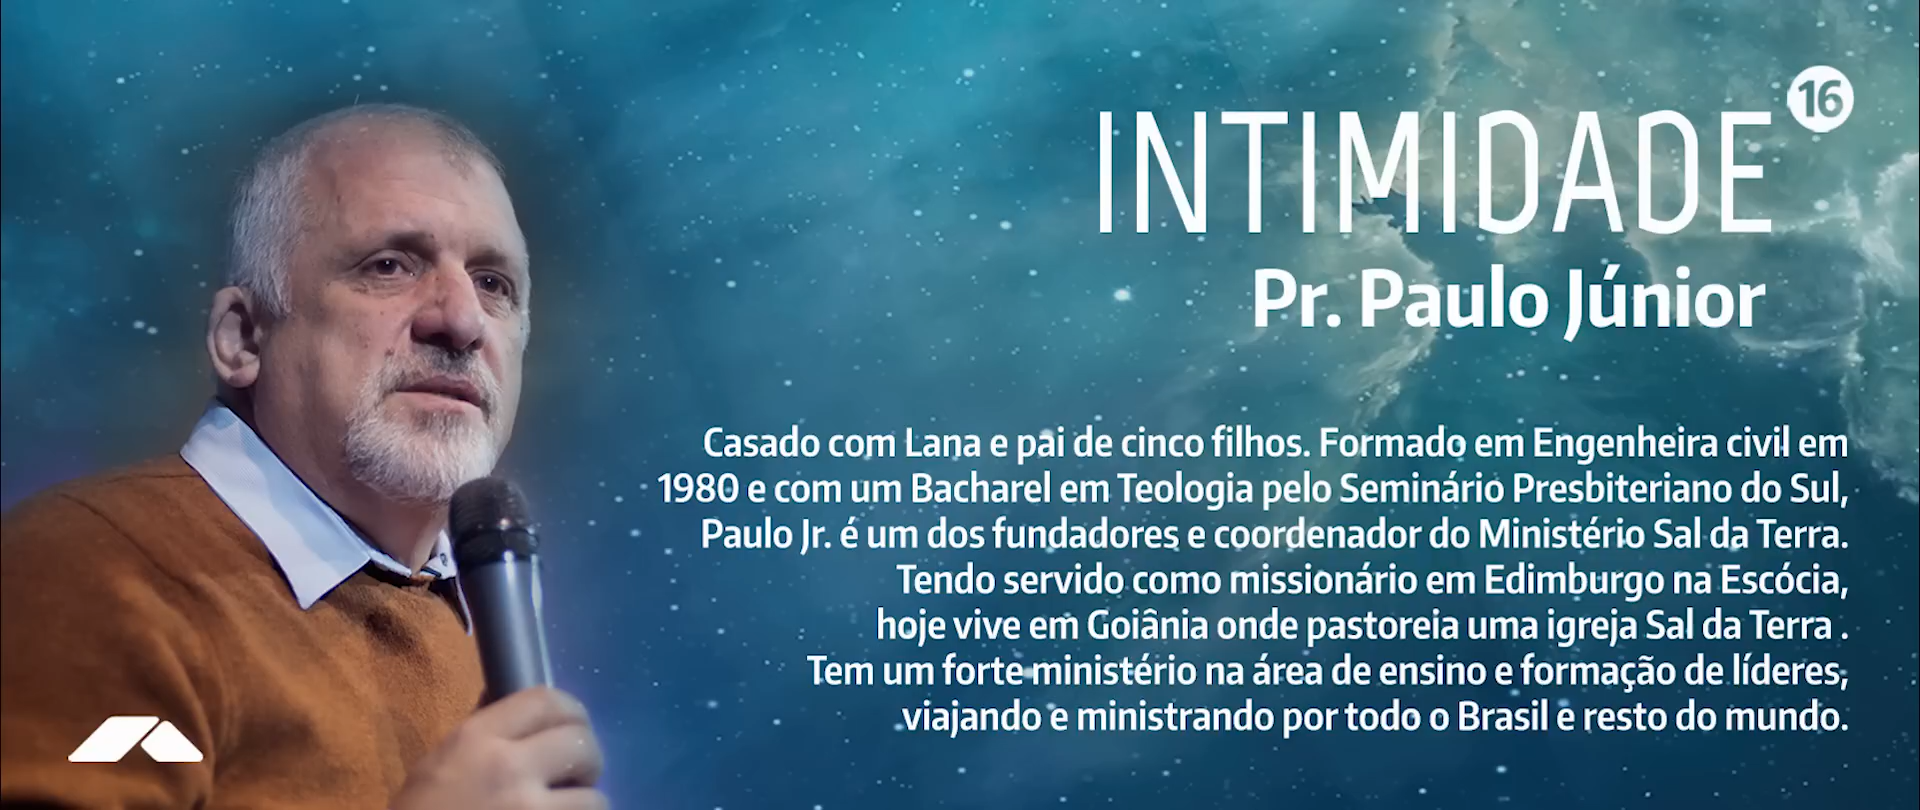 INTIMIDADE 16
Pr. Paulo Júnior
Casado com Lana e pai de cinco filhos. Formado em Engenheira civil em
1980 e com um Bacharel em Teologia pelo Seminário Presbiteriano do Sul,
Paulo Jr. é um dos fundadores e coordenador do Ministério Sal da Terra.
Tendo servido como missionário em Edimburgo na Escócia,
hoje vive em Goiânia onde pastoreia uma igreja Sal da Terra .
Tem um forte ministério na área de ensino e formação de líderes,
viajando e ministrando por todo o Brasil e resto do mundo.